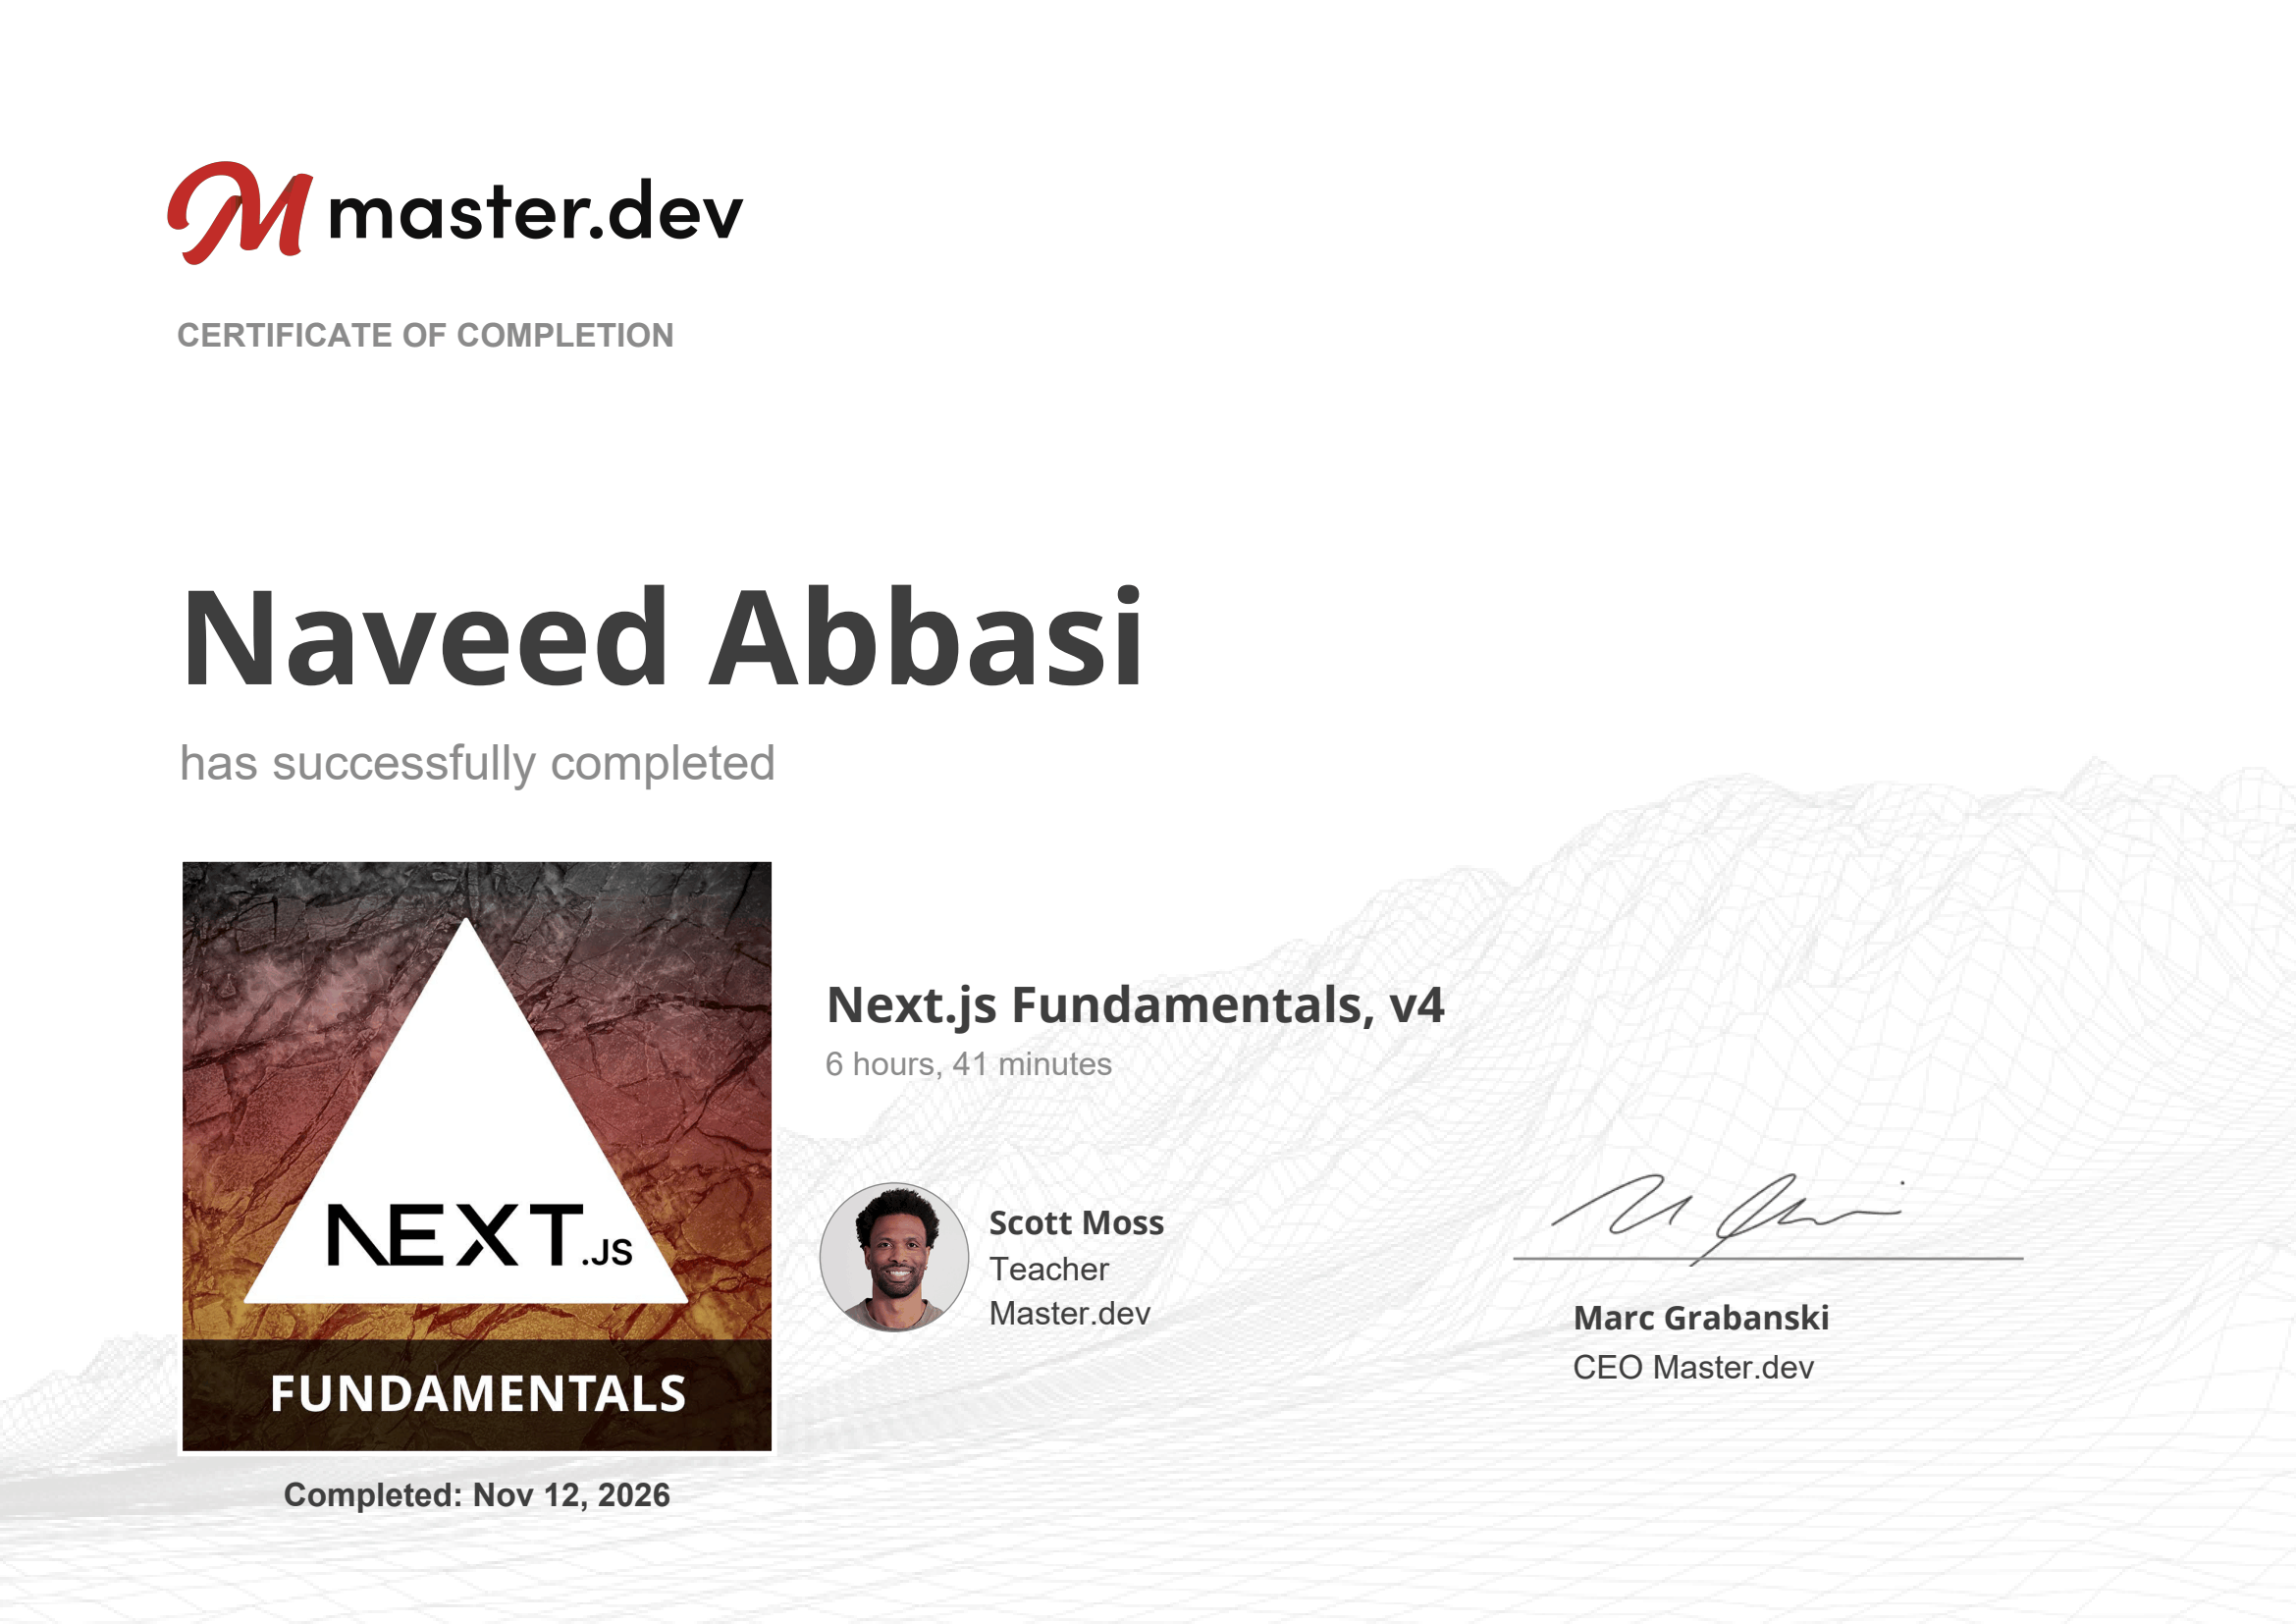 master.dev
CERTIFICATE OF COMPLETION
Naveed Abbasi
has successfully completed
NEXT.JS
FUNDAMENTALS
Completed: Nov 12, 2026
Next.js Fundamentals, v4
6 hours, 41 minutes
Scott Moss
Teacher
Master.dev
Marc Grabanski
CEO Master.dev